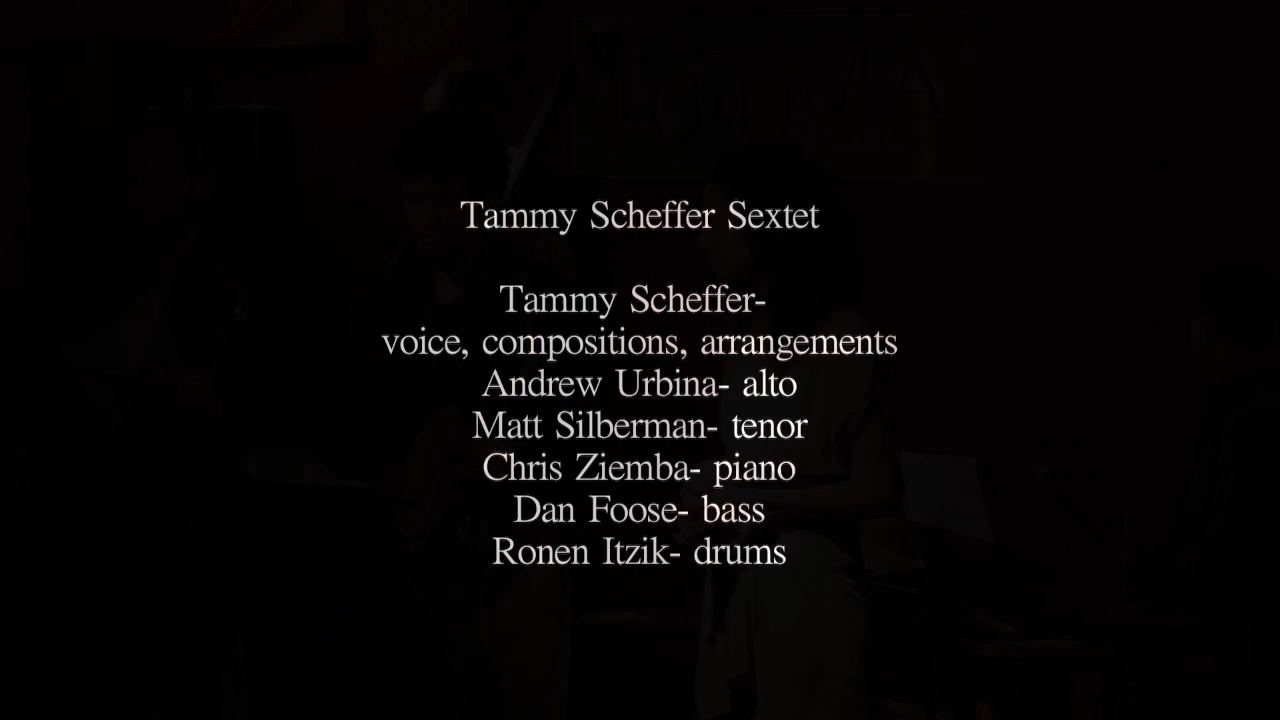 Tammy Scheffer Sextet
Tammy Scheffer-
voice, compositions, arrangements
Andrew Urbina- alto
Matt Silberman- tenor
Chris Ziemba- piano
Dan Foose- bass
Ronen Itzik- drums